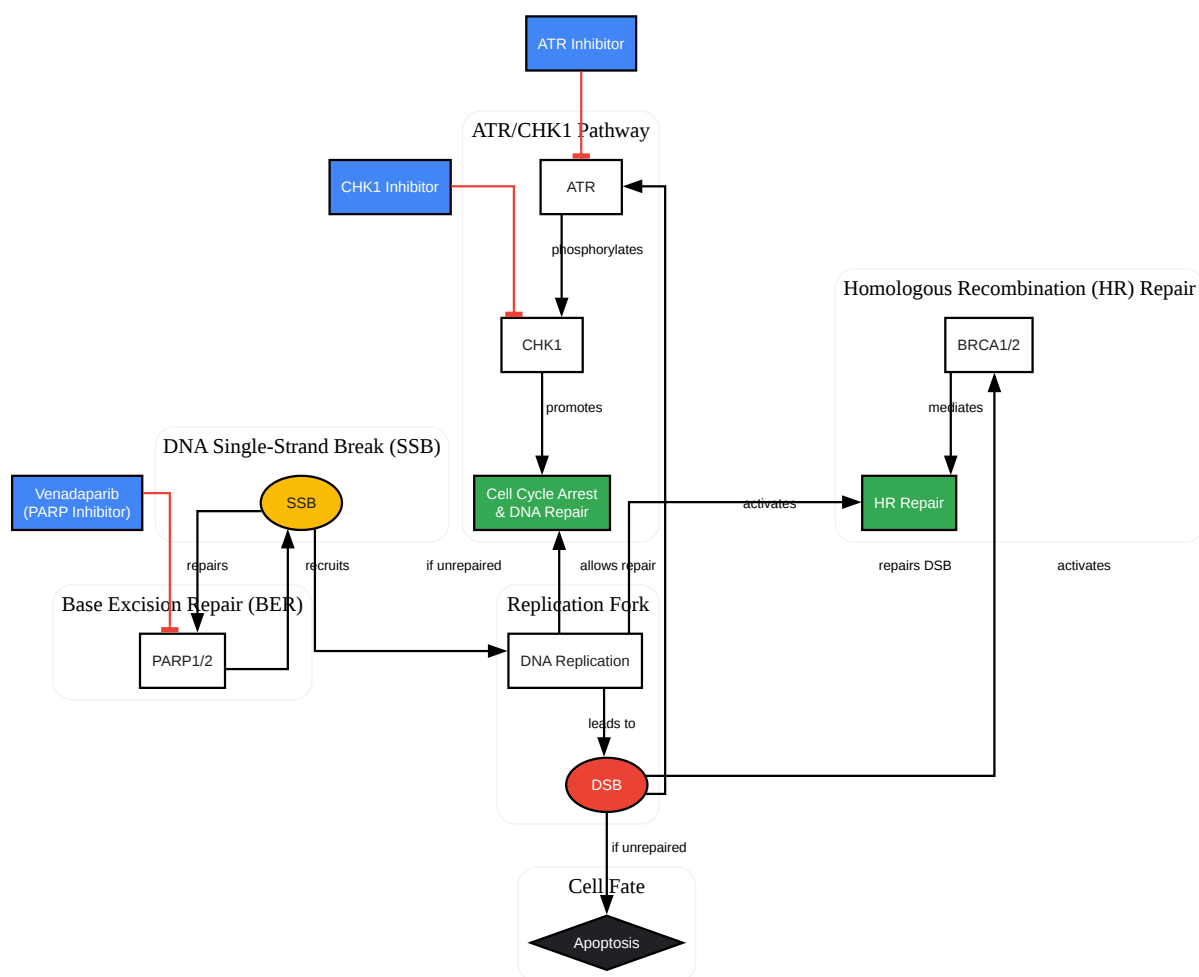 ATR Inhibitor
ATR/CHK1 Pathway
CHK1 Inhibitor
ATR
phosphorylates
Homologous Recombination (HR) Repair
CHK1
BRCA1/2
promotes
mediates
DNA Single-Strand Break (SSB)
Venadaparib
(PARP Inhibitor)
SSB
Cell Cycle Arrest
& DNA Repair
activates
HR Repair
repairs
recruits
if unrepaired
allows repair
repairs DSB
activates
Base Excision Repair (BER)
Replication Fork
PARP1/2
DNA Replication
leads to
DSB
if unrepaired
Cell Fate
Apoptosis